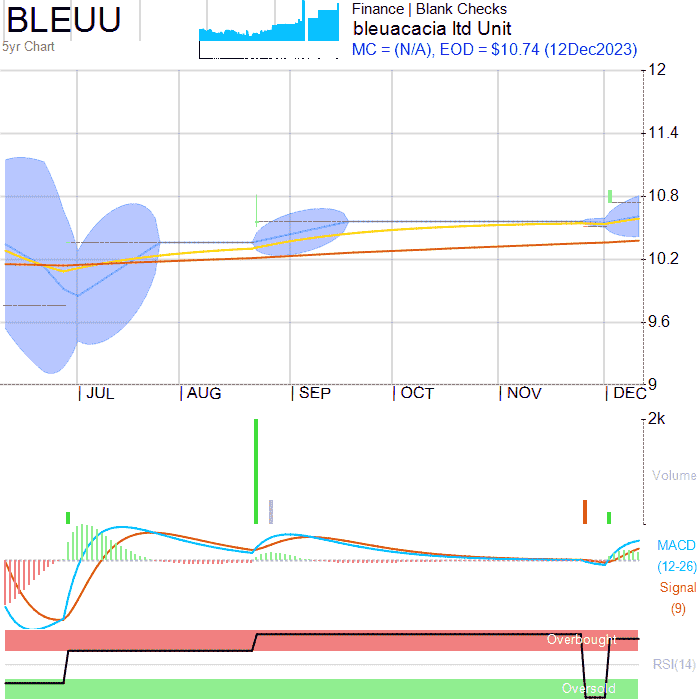 BLEUU
5yr Chart
Finance | Blank Checks
bleuacacia ltd Unit
MC = (N/A), EOD = $10.74 (12Dec2023)
12
11.4
10.8
10.2
9.6
9
JUL
AUG
SEP
OCT
NOV
DEC
2k
Volume
MACD
(12-26)
Signal
(9)
Overbought
RSI(14)
Oversold